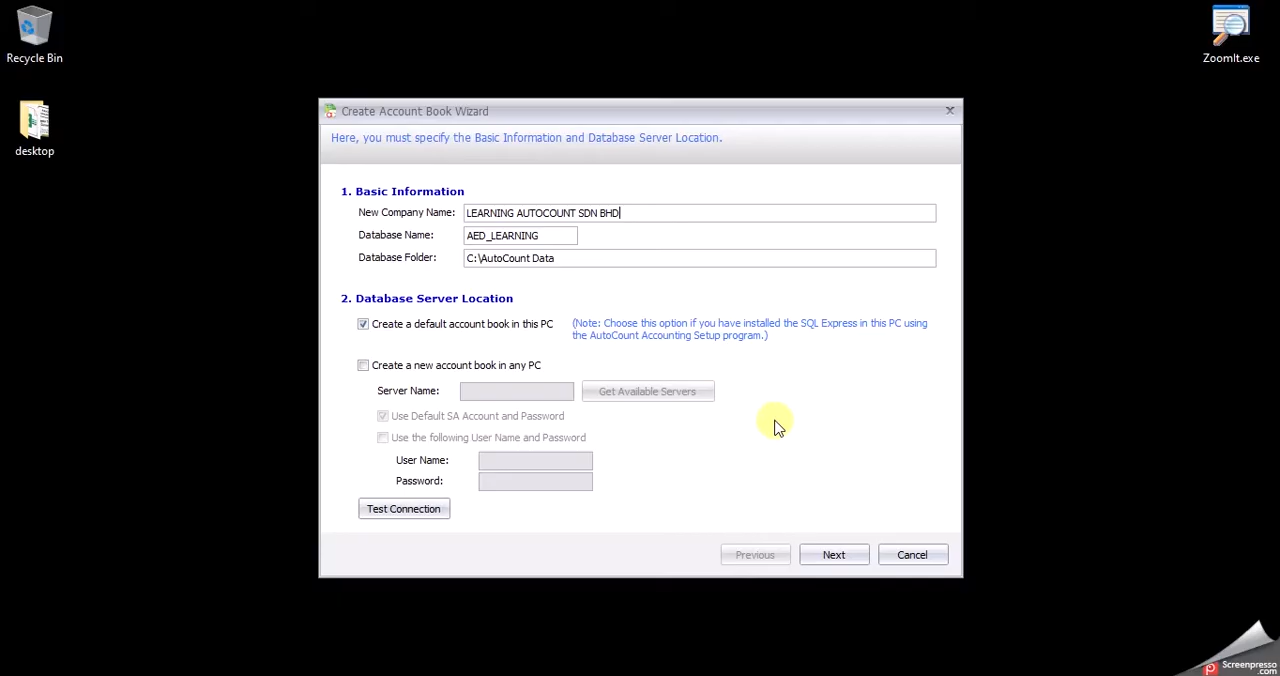 Recycle Bin
ZoomIt.exe
desktop
Create Account Book Wizard
Here, you must specify the Basic Information and Database Server Location.
1. Basic Information
New Company Name: LEARNING AUTOCOUNT SDN BHD
Database Name: AED_LEARNING
Database Folder: C:\AutoCount Data
2. Database Server Location
Create a default account book in this PC
(Note: Choose this option if you have installed the SQL Express in this PC using
the AutoCount Accounting Setup program.)
Create a new account book in any PC
Server Name: Get Available Servers
Use Default SA Account and Password
Use the following User Name and Password
User Name:
Password:
Test Connection
Previous Next Cancel
Screenpresso
.com